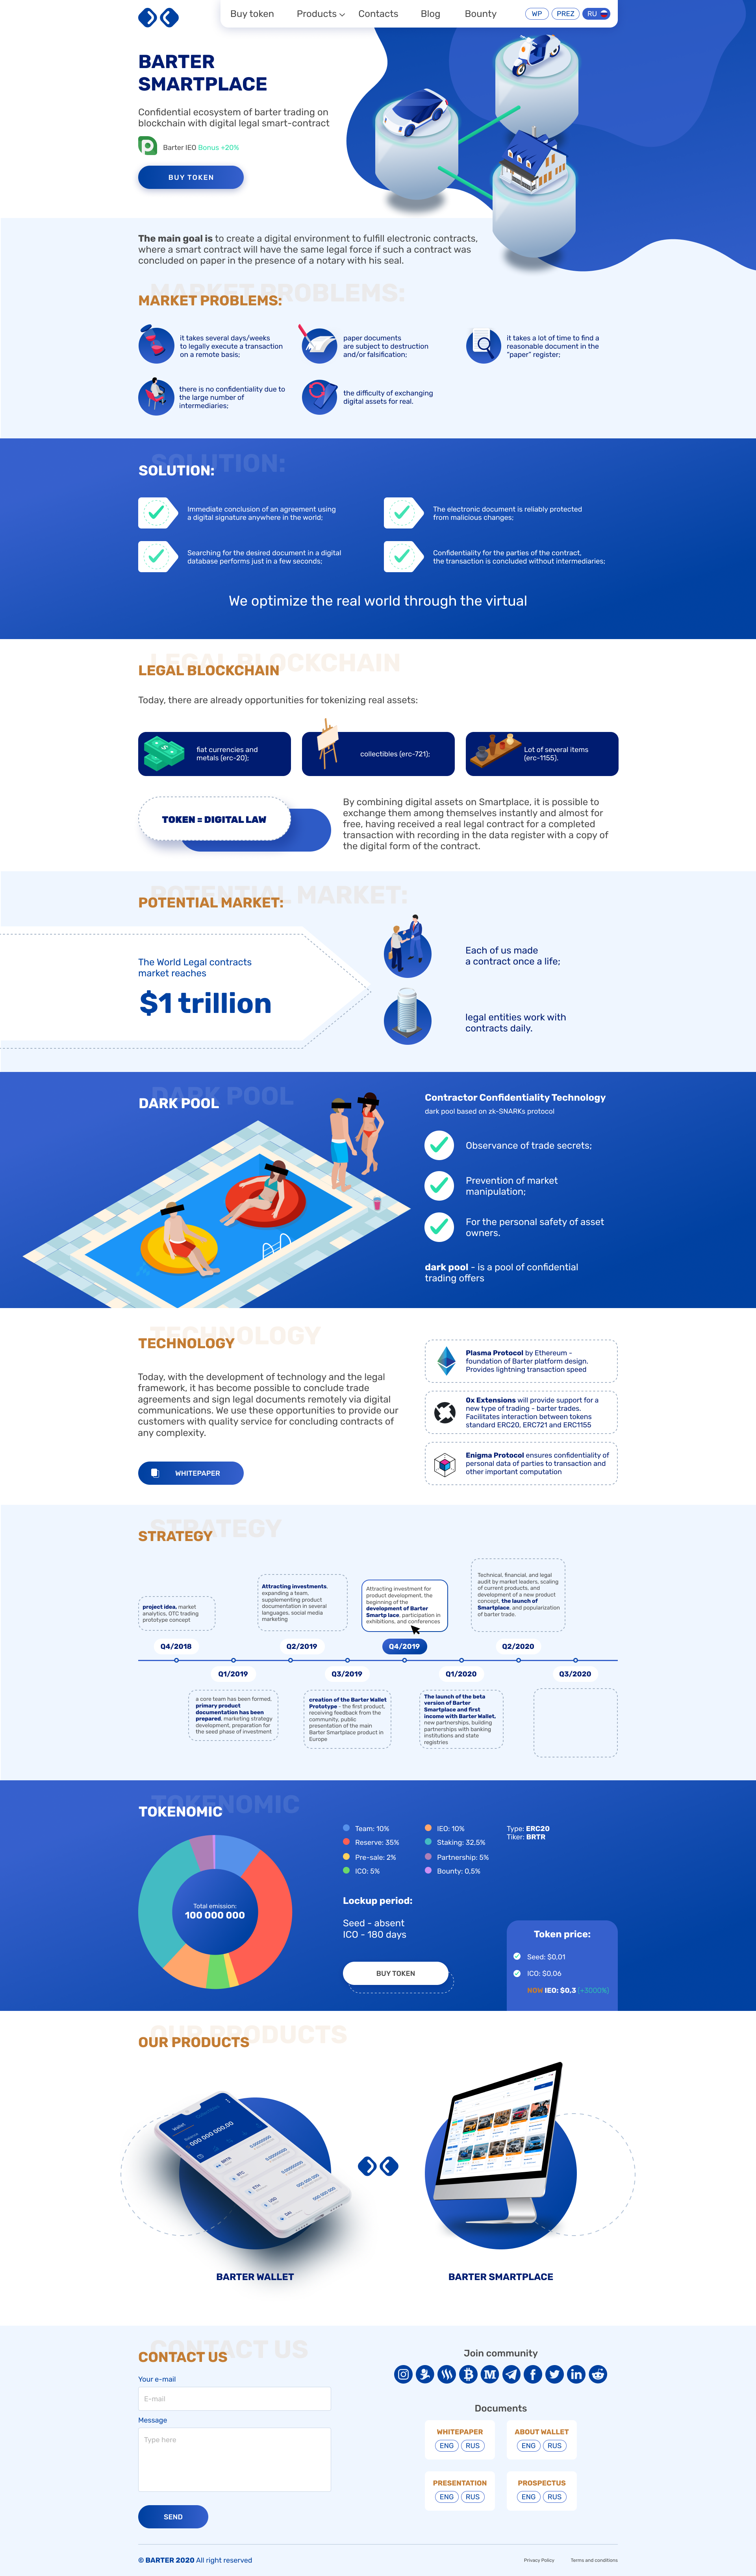 Buy token
Products
Contacts
Blog
Bounty
WP
PREZ
RU
BARTER
SMARTPLACE
Confidential ecosystem of barter trading on
blockchain with digital legal smart-contract
Barter IEO Bonus +20%
BUY TOKEN
The main goal is to create a digital environment to fulfill electronic contracts,
where a smart contract will have the same legal force if such a contract was
concluded on paper in the presence of a notary with his seal.
MARKET PROBLEMS:
MARKET PROBLEMS:
it takes several days/weeks
to legally execute a transaction
on a remote basis;
paper documents
are subject to destruction
and/or falsification;
it takes a lot of time to find a
reasonable document in the
"paper" register;
there is no confidentiality due to
the large number of
intermediaries;
the difficulty of exchanging
digital assets for real.
SOLUTION:
SOLUTION:
Immediate conclusion of an agreement using
a digital signature anywhere in the world;
The electronic document is reliably protected
from malicious changes;
Searching for the desired document in a digital
database performs just in a few seconds;
Confidentiality for the parties of the contract,
the transaction is concluded without intermediaries;
We optimize the real world through the virtual
LEGAL BLOCKCHAIN
LEGAL BLOCKCHAIN
Today, there are already opportunities for tokenizing real assets:
fiat currencies and
metals (erc-20);
collectibles (erc-721);
Lot of several items
(erc-1155).
TOKEN = DIGITAL LAW
By combining digital assets on Smartplace, it is possible to
exchange them among themselves instantly and almost for
free, having received a real legal contract for a completed
transaction with recording in the data register with a copy of
the digital form of the contract.
POTENTIAL MARKET:
POTENTIAL MARKET:
The World Legal contracts
market reaches
$1 trillion
Each of us made
a contract once a life;
legal entities work with
contracts daily.
DARK POOL
DARK POOL
Contractor Confidentiality Technology
dark pool based on zk-SNARKs protocol
Observance of trade secrets;
Prevention of market
manipulation;
For the personal safety of asset
owners.
dark pool - is a pool of confidential
trading offers
TECHNOLOGY
TECHNOLOGY
Today, with the development of technology and the legal
framework, it has become possible to conclude trade
agreements and sign legal documents remotely via digital
communications. We use these opportunities to provide our
customers with quality service for concluding contracts of
any complexity.
WHITEPAPER
Plasma Protocol by Ethereum -
foundation of Barter platform design.
Provides lightning transaction speed
0x Extensions will provide support for a
new type of trading - barter trades.
Facilitates interaction between tokens
standard ERC20, ERC721 and ERC1155
Enigma Protocol ensures confidentiality of
personal data of parties to transaction and
other important computation
STRATEGY
STRATEGY
project idea, market
analytics, OTC trading
prototype concept
Attracting investments,
expanding a team,
supplementing product
documentation in several
languages, social media
marketing
Attracting investment for
product development, the
beginning of the
development of Barter
Smartp lace, participation in
exhibitions, and conferences
Technical, financial, and legal
audit by market leaders, scaling
of current products, and
development of a new product
concept, the launch of
Smartplace, and popularization
of barter trade.
Q4/2018
Q2/2019
Q4/2019
Q2/2020
Q1/2019
Q3/2019
Q1/2020
Q3/2020
a core team has been formed,
primary product
documentation has been
prepared, marketing strategy
development, preparation for
the seed phase of investment
creation of the Barter Wallet
Prototype - the first product,
receiving feedback from the
community, public
presentation of the main
Barter Smartplace product in
Europe
The launch of the beta
version of Barter
Smartplace and first
income with Barter Wallet,
new partnerships, building
partnerships with banking
institutions and state
registries
TOKENOMIC
TOKENOMIC
Total emission:
100 000 000
Team: 10%
Reserve: 35%
Pre-sale: 2%
ICO: 5%
IEO: 10%
Staking: 32,5%
Partnership: 5%
Bounty: 0,5%
Type: ERC20
Tiker: BRTR
Lockup period:
Seed - absent
ICO - 180 days
BUY TOKEN
Token price:
Seed: $0,01
ICO: $0,06
NOW IEO: $0,3 (+3000%)
OUR PRODUCTS
OUR PRODUCTS
Wallet
000 000 000,00
BRTR
BTC
ETH
USD
BARTER WALLET
BARTER SMARTPLACE
CONTACT US
CONTACT US
Your e-mail
E-mail
Message
Type here
SEND
Join community
Documents
WHITEPAPER
ENG
RUS
ABOUT WALLET
ENG
RUS
PRESENTATION
ENG
RUS
PROSPECTUS
ENG
RUS
© BARTER 2020 All right reserved
Privacy Policy
Terms and conditions